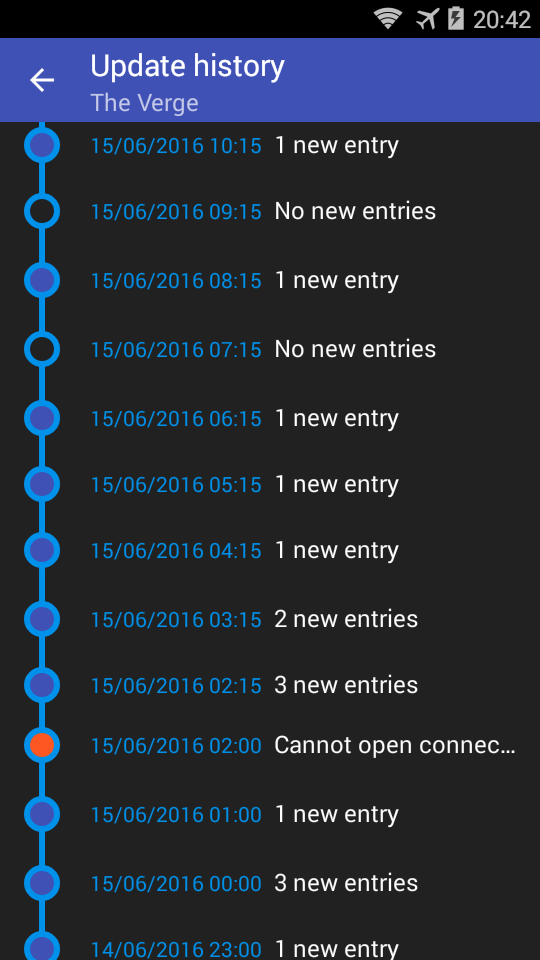 20:42
Update history
The Verge
15/06/2016 10:15 1 new entry
15/06/2016 09:15 No new entries
15/06/2016 08:15 1 new entry
15/06/2016 07:15 No new entries
15/06/2016 06:15 1 new entry
15/06/2016 05:15 1 new entry
15/06/2016 04:15 1 new entry
15/06/2016 03:15 2 new entries
15/06/2016 02:15 3 new entries
15/06/2016 02:00 Cannot open connec...
15/06/2016 01:00 1 new entry
15/06/2016 00:00 3 new entries
14/06/2016 23:00 1 new entry